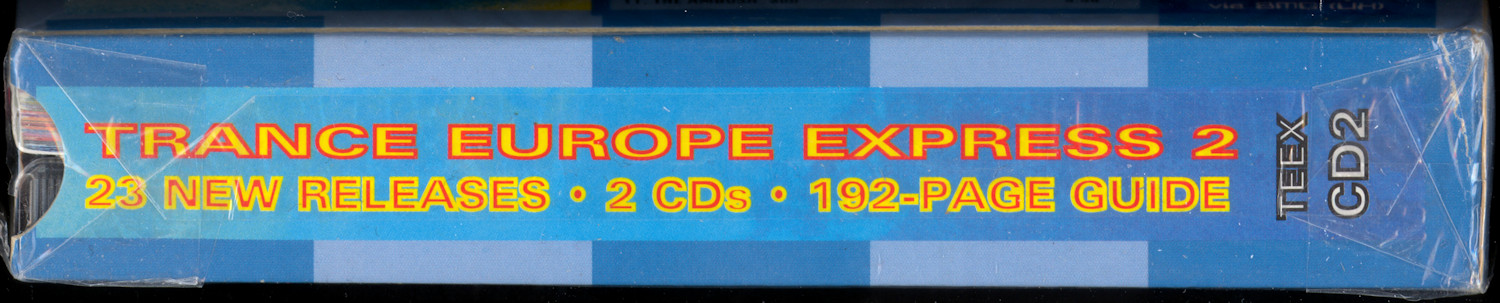 TRANCE EUROPE EXPRESS 2
23 NEW RELEASES • 2 CDs • 192-PAGE GUIDE
TEEX
CD2